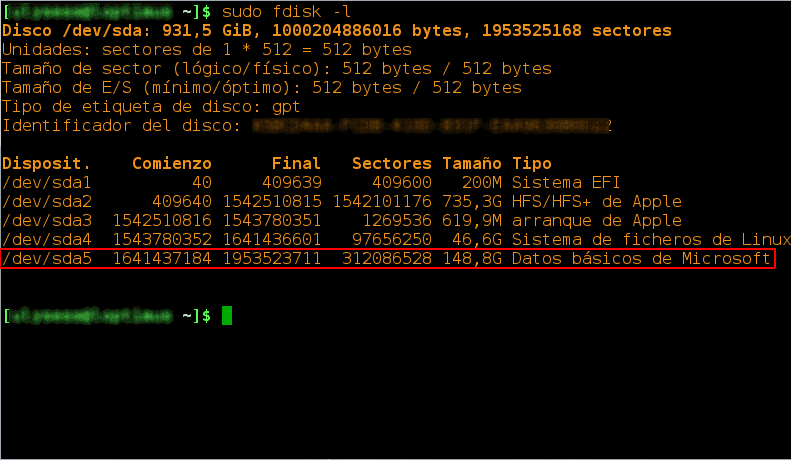 [ ~]$ sudo fdisk -l
Disco /dev/sda: 931,5 GiB, 1000204886016 bytes, 1953525168 sectores
Unidades: sectores de 1 * 512 = 512 bytes
Tamaño de sector (lógico/físico): 512 bytes / 512 bytes
Tamaño de E/S (mínimo/óptimo): 512 bytes / 512 bytes
Tipo de etiqueta de disco: gpt
Identificador del disco:
Disposit. Comienzo Final Sectores Tamaño Tipo
/dev/sda1 40 409639 409600 200M Sistema EFI
/dev/sda2 409640 1542510815 1542101176 735,3G HFS/HFS+ de Apple
/dev/sda3 1542510816 1543780351 1269536 619,9M arranque de Apple
/dev/sda4 1543780352 1641436601 97656250 46,6G Sistema de ficheros de Linux
/dev/sda5 1641437184 1953523711 312086528 148,8G Datos básicos de Microsoft
[ ~]$